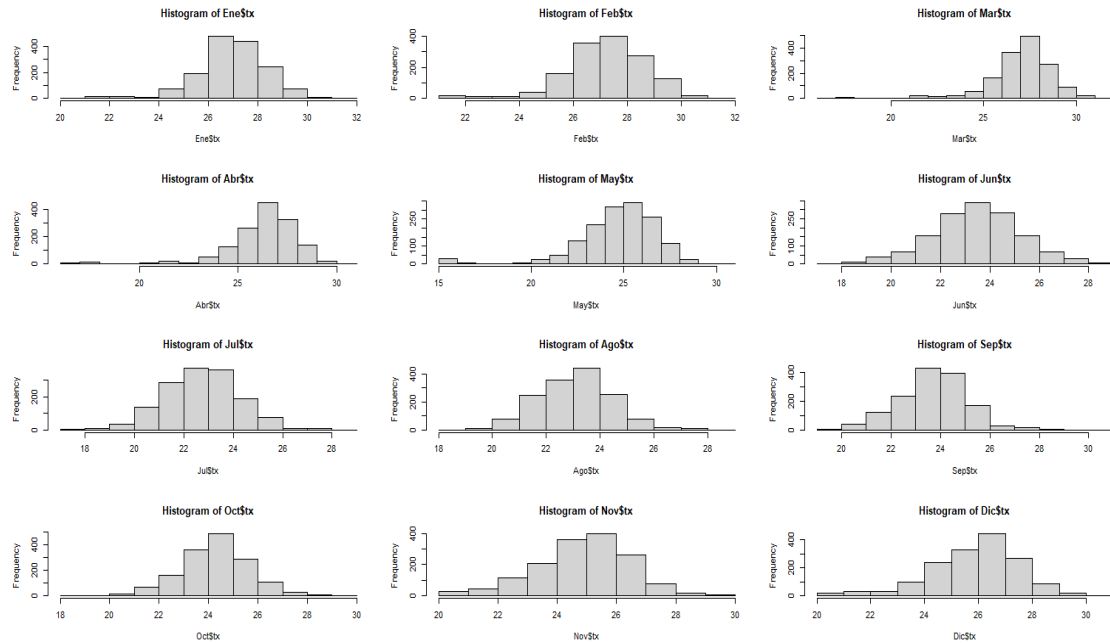 Histogram of Ene$tx
Frequency
0 200 400
20 22 24 26 28 30 32
Ene$tx
Histogram of Feb$tx
Frequency
0 200 400
22 24 26 28 30 32
Feb$tx
Histogram of Mar$tx
Frequency
0 200 400
20 25 30
Mar$tx
Histogram of Abr$tx
Frequency
0 200 400
20 25 30
Abr$tx
Histogram of May$tx
Frequency
0 100 250
15 20 25 30
May$tx
Histogram of Jun$tx
Frequency
0 100 250
18 20 22 24 26 28
Jun$tx
Histogram of Jul$tx
Frequency
0 200
18 20 22 24 26 28
Jul$tx
Histogram of Ago$tx
Frequency
0 200 400
18 20 22 24 26 28
Ago$tx
Histogram of Sep$tx
Frequency
0 200 400
20 22 24 26 28 30
Sep$tx
Histogram of Oct$tx
Frequency
0 200 400
18 20 22 24 26 28 30
Oct$tx
Histogram of Nov$tx
Frequency
0 200 400
20 22 24 26 28 30
Nov$tx
Histogram of Dic$tx
Frequency
0 200 400
20 22 24 26 28 30
Dic$tx